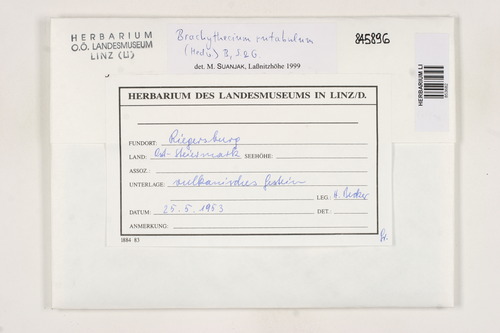 HERBARIUM
O.Ö. LANDESMUSEUM
LINZ (LI)
Brachythecium rutabulum
(Hedw.) B, S & G.
det. M. SUANJAK, Laßnitzhöhe 1999
845896
HERBARIUM LI
HERBARIUM DES LANDESMUSEUMS IN LINZ/D.
FUNDORT: Riegersburg
LAND: Ost-Steiermark SEEHÖHE:
ASSOZ.:
UNTERLAGE: vulkanisches Gestein
LEG.: H. Becker
DATUM: 25. 5. 1953 DET.:
ANMERKUNG:
1884 83